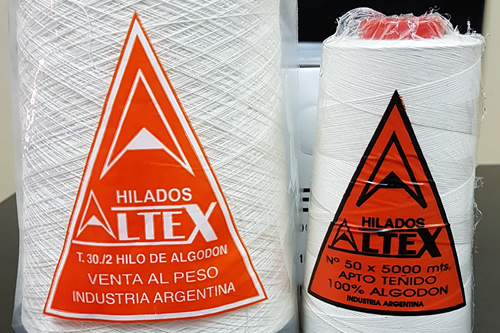 HILADOS
ALTEX
T. 30./2 HILO DE ALGODON
VENTA AL PESO
INDUSTRIA ARGENTINA
HILADOS
ALTEX
Nº 50 x 5000 mts.
APTO TEÑIDO
100% ALGODON
INDUSTRIA ARGENTINA